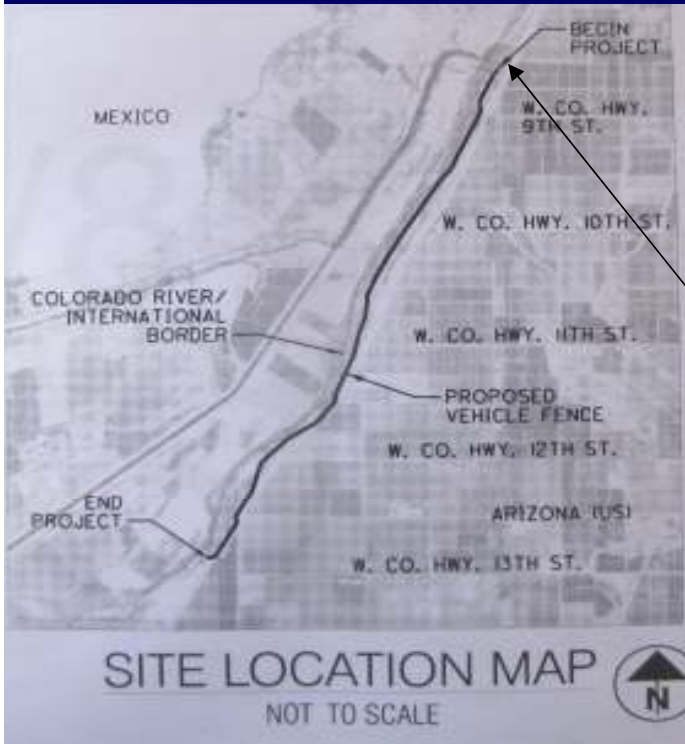 BEGIN
PROJECT
MEXICO
W. CO. HWY.
9TH ST.
W. CO. HWY. 10TH ST.
COLORADO RIVER/
INTERNATIONAL
BORDER
W. CO. HWY. 11TH ST.
PROPOSED
VEHICLE FENCE
W. CO. HWY. 12TH ST.
END
PROJECT
ARIZONA (US)
W. CO. HWY. 13TH ST.
SITE LOCATION MAP
NOT TO SCALE
N